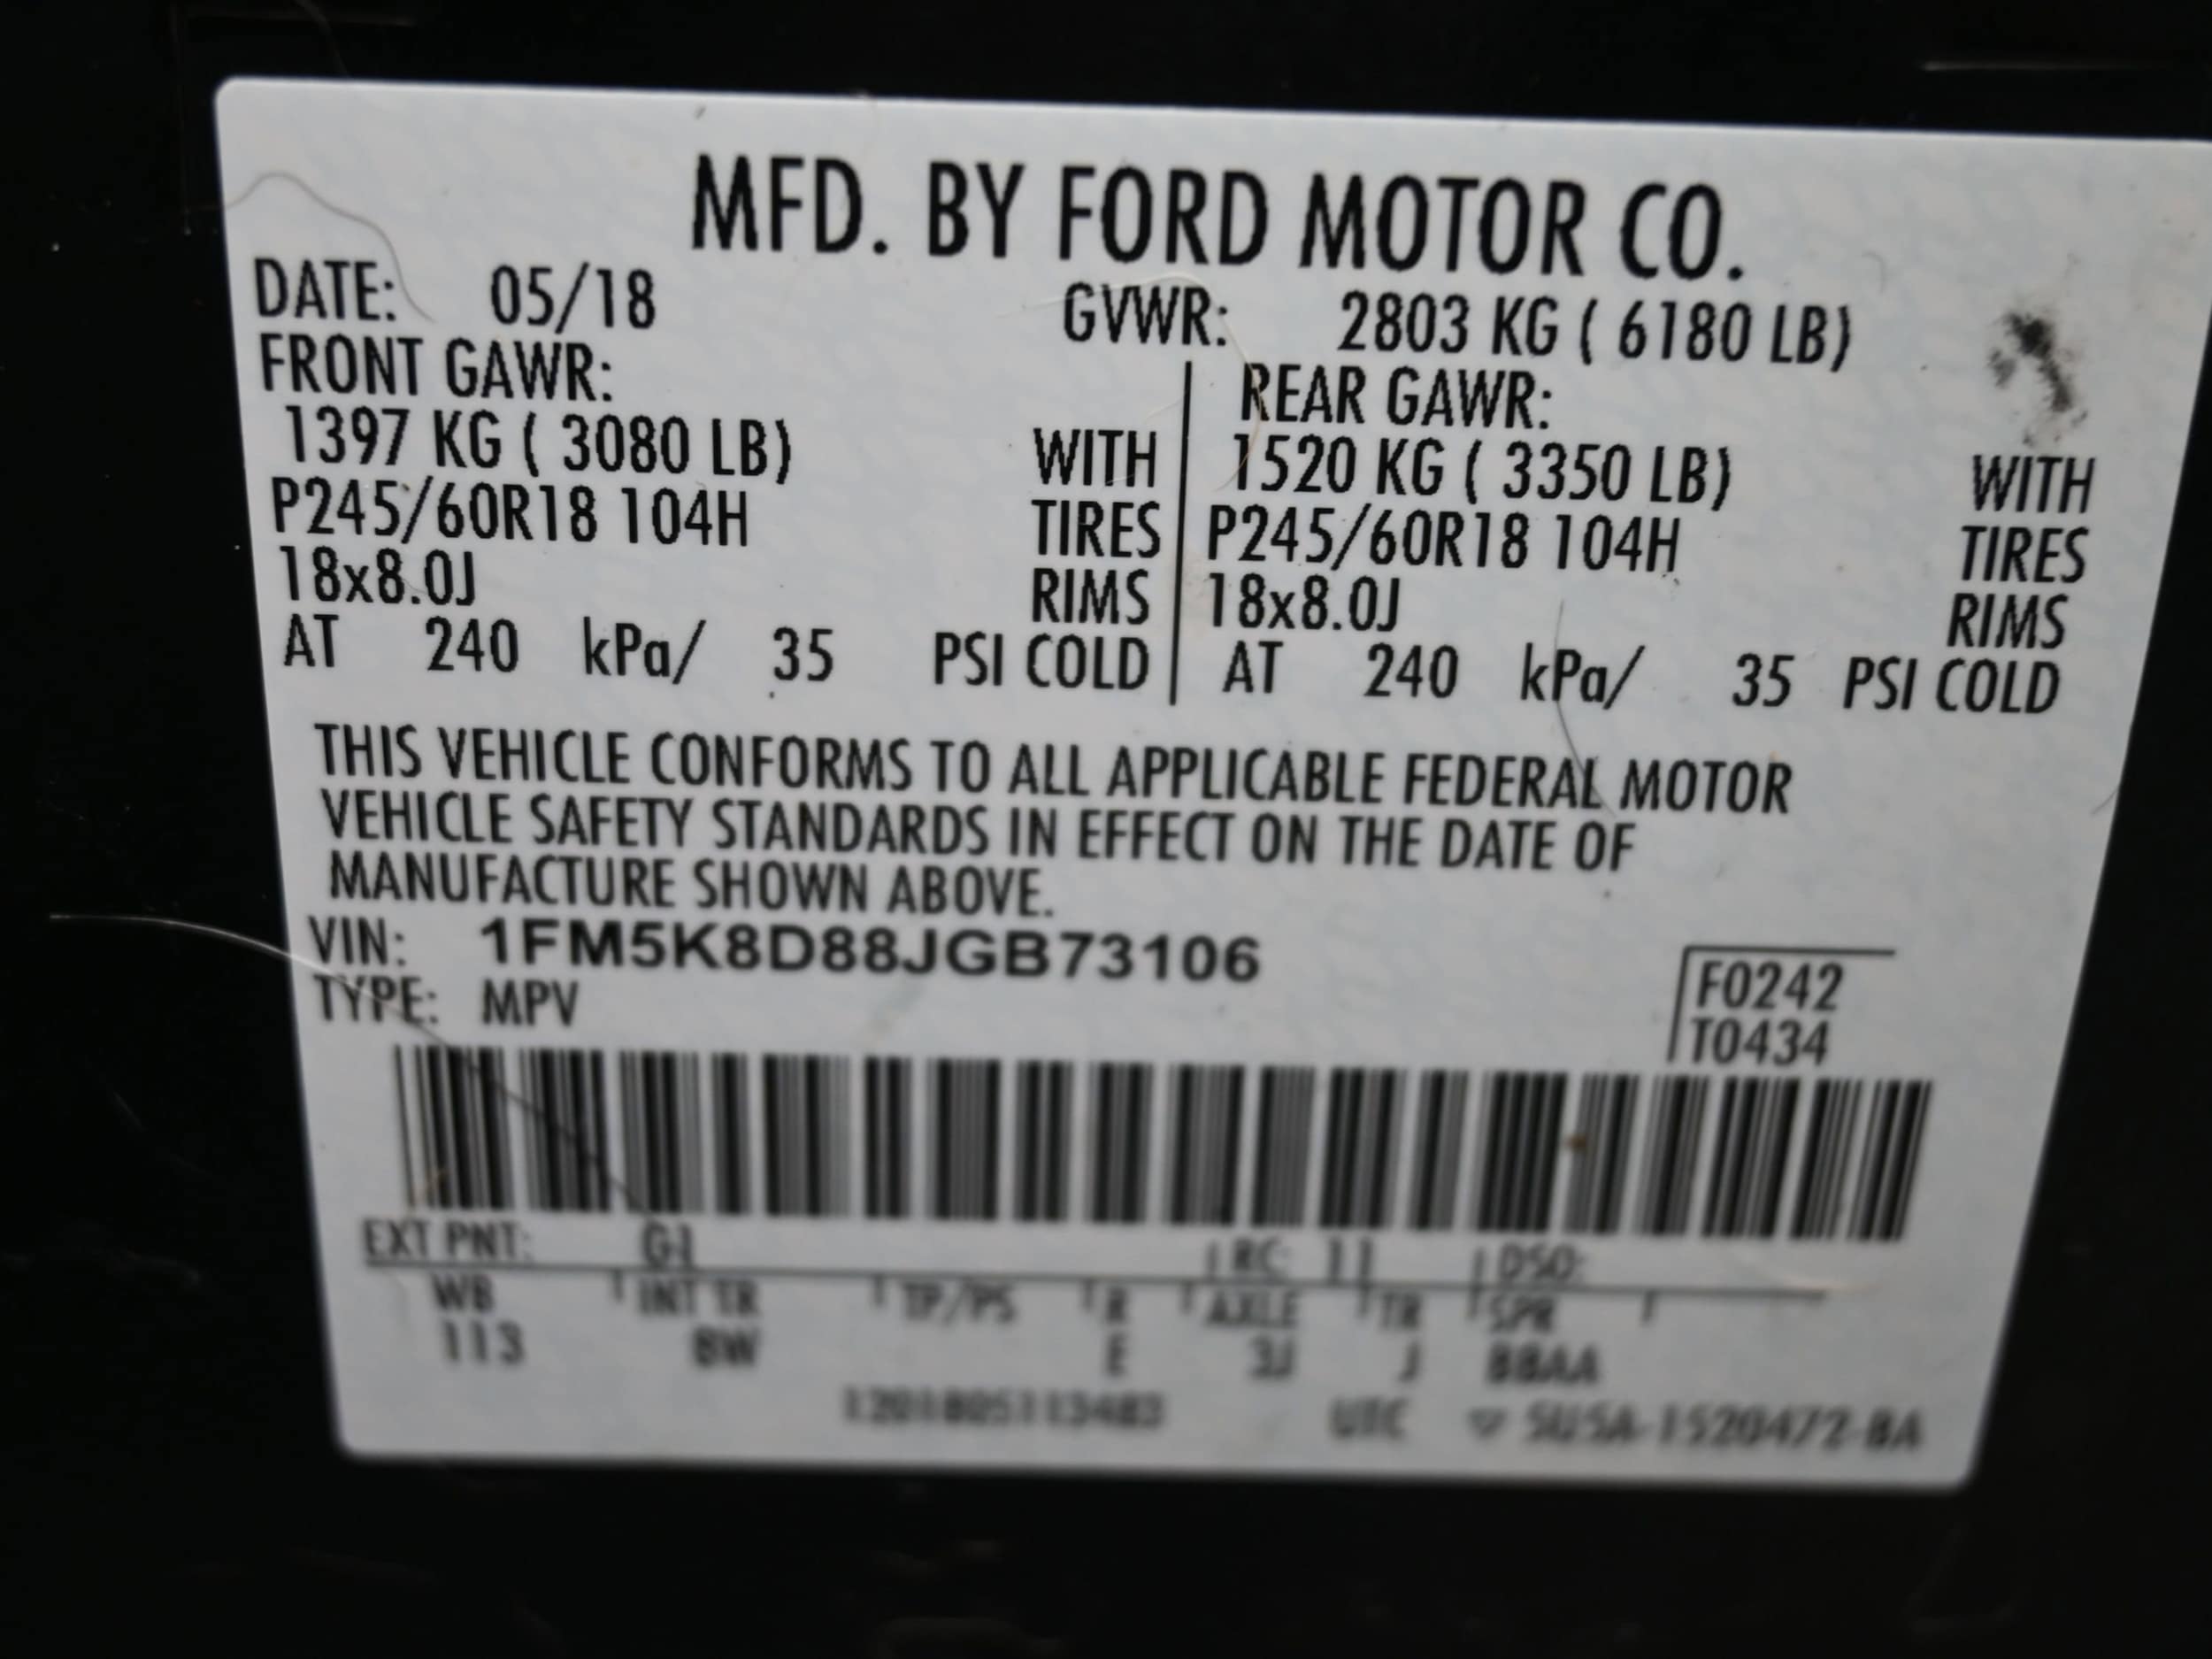 MFD. BY FORD MOTOR CO.
DATE: 05/18 GVWR: 2803 KG ( 6180 LB)
FRONT GAWR: REAR GAWR:
1397 KG ( 3080 LB) WITH 1520 KG ( 3350 LB) WITH
P245/60R18 104H TIRES P245/60R18 104H TIRES
18x8.0J RIMS 18x8.0J RIMS
AT 240 kPa/ 35 PSI COLD AT 240 kPa/ 35 PSI COLD
THIS VEHICLE CONFORMS TO ALL APPLICABLE FEDERAL MOTOR
VEHICLE SAFETY STANDARDS IN EFFECT ON THE DATE OF
MANUFACTURE SHOWN ABOVE.
VIN: 1FM5K8D88JGB73106
TYPE: MPV
F0242
T0434
EXT PNT: G1 RC: 11 DSO:
WB INT TR TP/PS R AXLE TR SPR
113 BW E 3J J BBAA
UTC 5U5A-1520472-BA